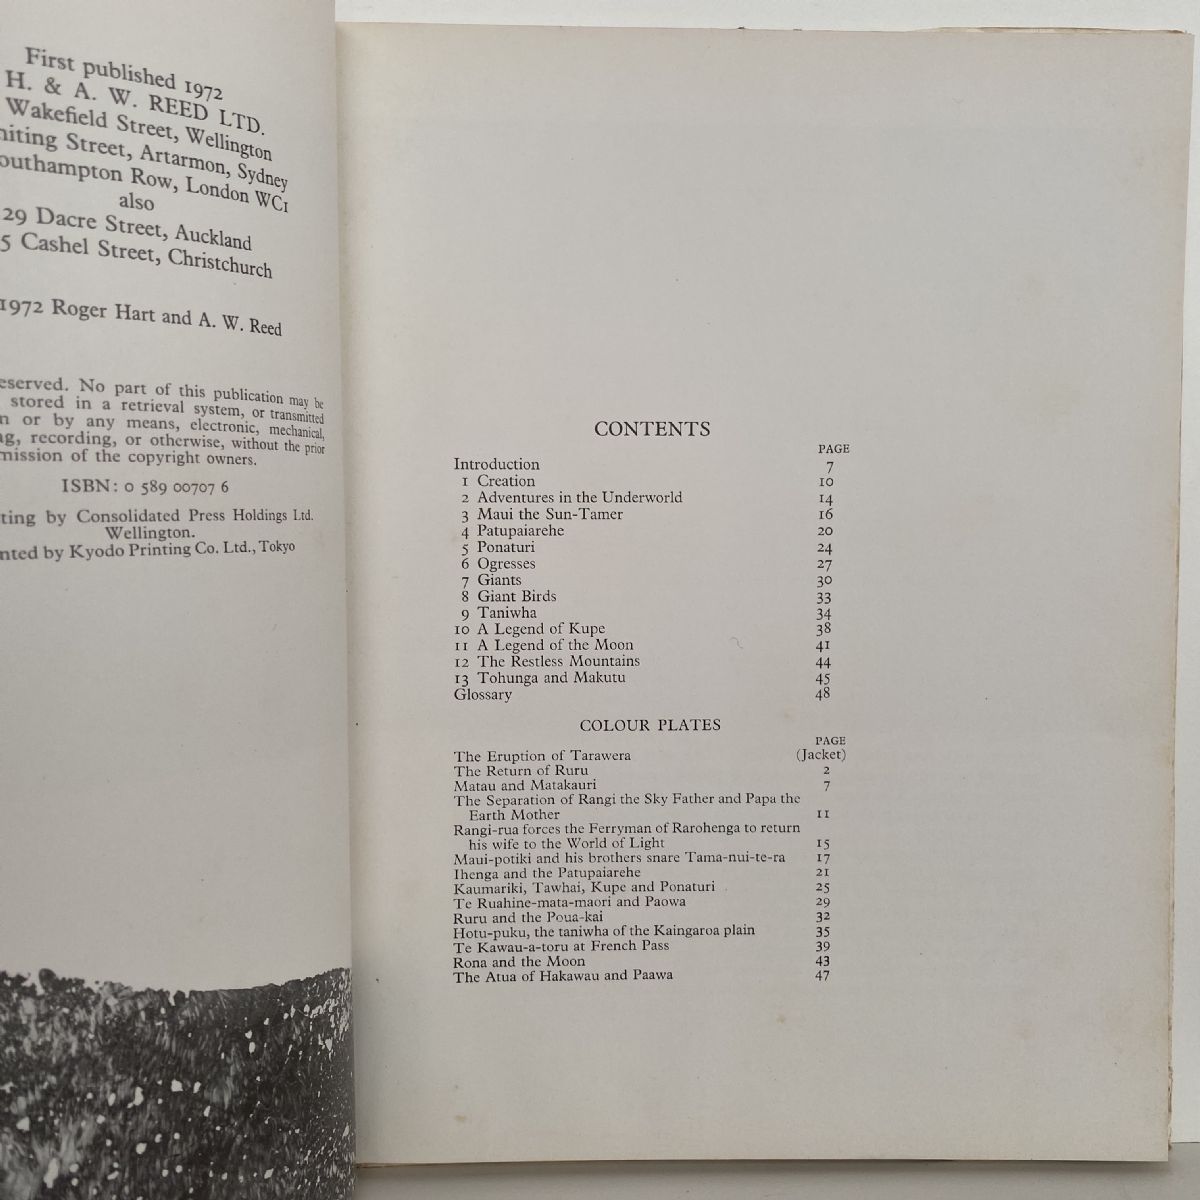 First published 1972
H. & A. W. REED LTD.
Wakefield Street, Wellington
Street, Artarmon, Sydney
Row, London WC1
also
29 Dacre Street, Auckland
5 Cashel Street, Christchurch
1972 Roger Hart and A. W. Reed
No part of this publication may be
stored in a retrieval system, or transmitted
or by any means, electronic, mechanical,
recording, or otherwise, without the prior
of the copyright owners.
ISBN: 0 589 00707 6
by Consolidated Press Holdings Ltd.
Wellington.
by Kyodo Printing Co. Ltd., Tokyo
CONTENTS
PAGE
Introduction 7
1 Creation 10
2 Adventures in the Underworld 14
3 Maui the Sun-Tamer 16
4 Patupaiarehe 20
5 Ponaturi 24
6 Ogresses 27
7 Giants 30
8 Giant Birds 33
9 Taniwha 34
10 A Legend of Kupe 38
11 A Legend of the Moon 41
12 The Restless Mountains 44
13 Tohunga and Makutu 45
Glossary 48
COLOUR PLATES
PAGE
The Eruption of Tarawera (Jacket)
The Return of Ruru 2
Matau and Matakauri 7
The Separation of Rangi the Sky Father and Papa the
Earth Mother 11
Rangi-rua forces the Ferryman of Rarohenga to return
his wife to the World of Light 15
Maui-potiki and his brothers snare Tama-nui-te-ra 17
Ihenga and the Patupaiarehe 21
Kaumariki, Tawhai, Kupe and Ponaturi 25
Te Ruahine-mata-maori and Paowa 29
Ruru and the Poua-kai 32
Hotu-puku, the taniwha of the Kaingaroa plain 35
Te Kawau-a-toru at French Pass 39
Rona and the Moon 43
The Atua of Hakawau and Paawa 47